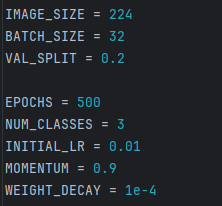 IMAGE_SIZE = 224
BATCH_SIZE = 32
VAL_SPLIT = 0.2
EPOCHS = 500
NUM_CLASSES = 3
INITIAL_LR = 0.01
MOMENTUM = 0.9
WEIGHT_DECAY = 1e-4